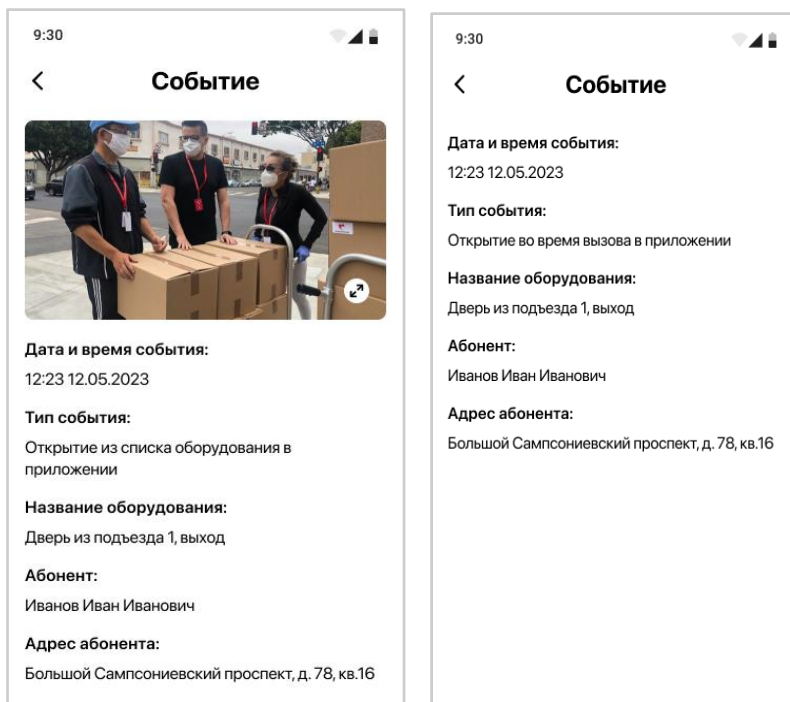 9:30
Событие
Дата и время события:
12:23 12.05.2023
Тип события:
Открытие из списка оборудования в
приложении
Название оборудования:
Дверь из подъезда 1, выход
Абонент:
Иванов Иван Иванович
Адрес абонента:
Большой Сампсониевский проспект, д. 78, кв.16
9:30
Событие
Дата и время события:
12:23 12.05.2023
Тип события:
Открытие во время вызова в приложении
Название оборудования:
Дверь из подъезда 1, выход
Абонент:
Иванов Иван Иванович
Адрес абонента:
Большой Сампсониевский проспект, д. 78, кв.16